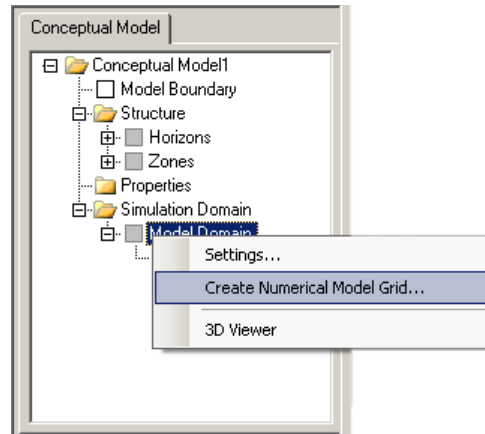 Conceptual Model
Conceptual Model1
Model Boundary
Structure
Horizons
Zones
Properties
Simulation Domain
Model Domain
Settings...
Create Numerical Model Grid...
3D Viewer